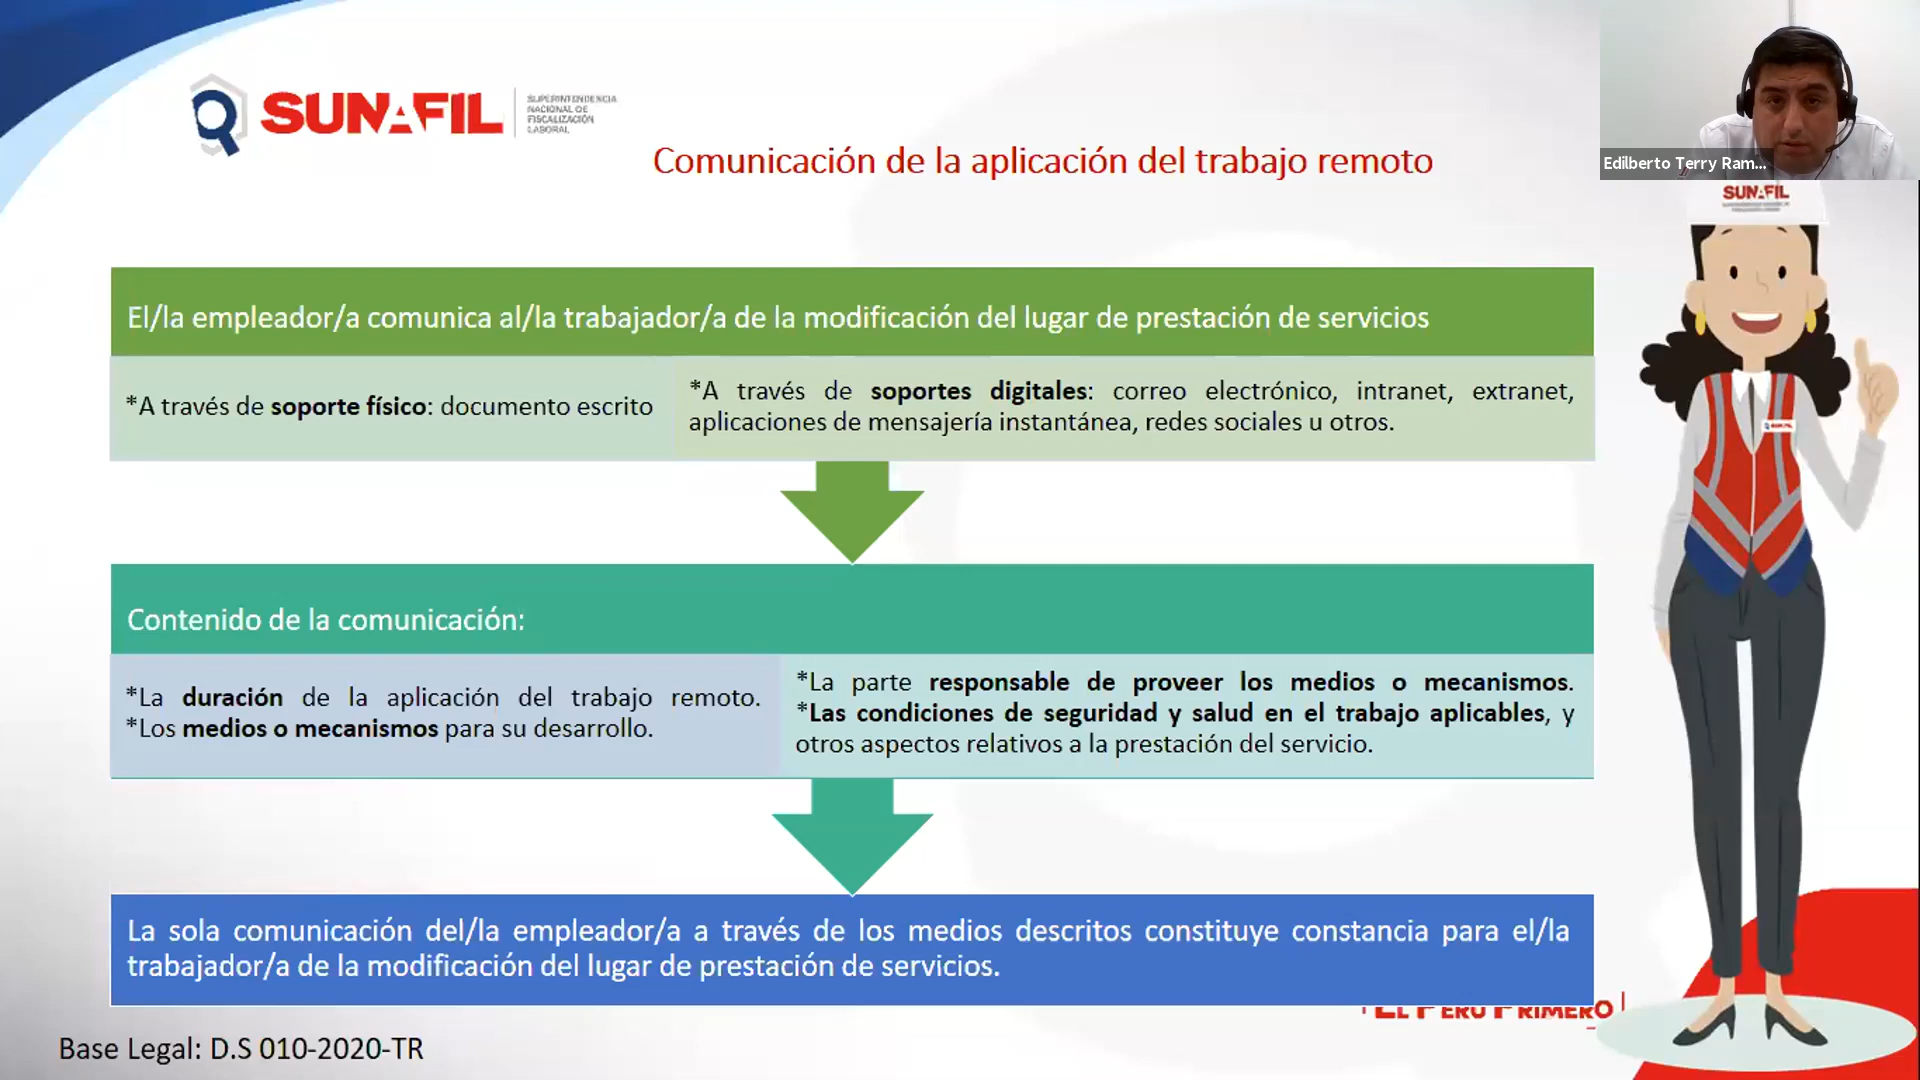 SUNAFIL
SUPERINTENDENCIA
NACIONAL DE
FISCALIZACIÓN
LABORAL
Comunicación de la aplicación del trabajo remoto
Edilberto Terry Ram...
SUNAFIL
El/la empleador/a comunica al/la trabajador/a de la modificación del lugar de prestación de servicios
*A través de soporte físico: documento escrito
*A través de soportes digitales: correo electrónico, intranet, extranet,
aplicaciones de mensajería instantánea, redes sociales u otros.
SUNAFIL
Contenido de la comunicación:
*La duración de la aplicación del trabajo remoto.
*Los medios o mecanismos para su desarrollo.
*La parte responsable de proveer los medios o mecanismos.
*Las condiciones de seguridad y salud en el trabajo aplicables, y
otros aspectos relativos a la prestación del servicio.
La sola comunicación del/la empleador/a a través de los medios descritos constituye constancia para el/la
trabajador/a de la modificación del lugar de prestación de servicios.
EL PERÚ PRIMERO
Base Legal: D.S 010-2020-TR